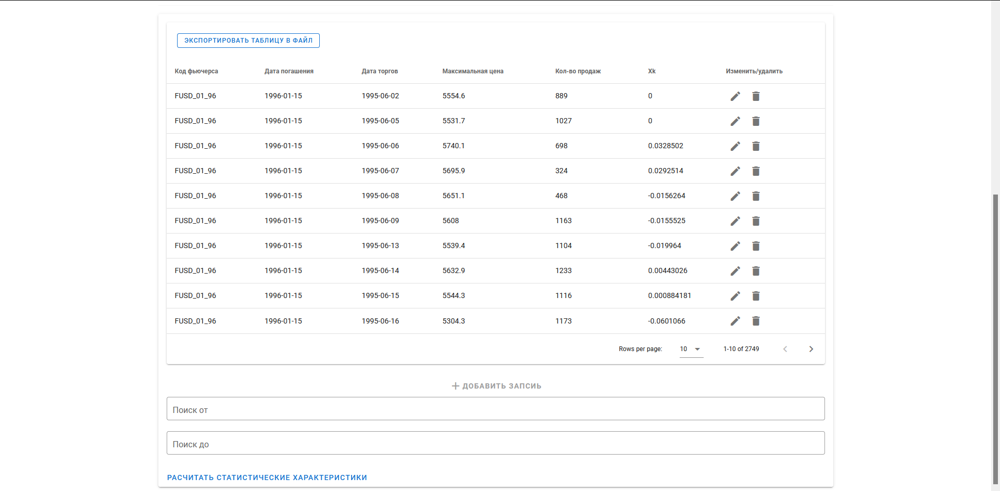 ЭКСПОРТИРОВАТЬ ТАБЛИЦУ В ФАЙЛ
Код фьючерса Дата погашения Дата торгов Максимальная цена Кол-во продаж Xk Изменить/удалить
FUSD_01_96 1996-01-15 1995-06-02 5554.6 889 0
FUSD_01_96 1996-01-15 1995-06-05 5531.7 1027 0
FUSD_01_96 1996-01-15 1995-06-06 5740.1 698 0.0328502
FUSD_01_96 1996-01-15 1995-06-07 5695.9 324 0.0292514
FUSD_01_96 1996-01-15 1995-06-08 5651.1 468 -0.0156264
FUSD_01_96 1996-01-15 1995-06-09 5608 1163 -0.0155525
FUSD_01_96 1996-01-15 1995-06-13 5539.4 1104 -0.019964
FUSD_01_96 1996-01-15 1995-06-14 5632.9 1233 0.00443026
FUSD_01_96 1996-01-15 1995-06-15 5544.3 1116 0.000884181
FUSD_01_96 1996-01-15 1995-06-16 5304.3 1173 -0.0601066
Rows per page: 10 1-10 of 2749
ДОБАВИТЬ ЗАПСИЬ
Поиск от
Поиск до
РАСЧИТАТЬ СТАТИСТИЧЕСКИЕ ХАРАКТЕРИСТИКИ